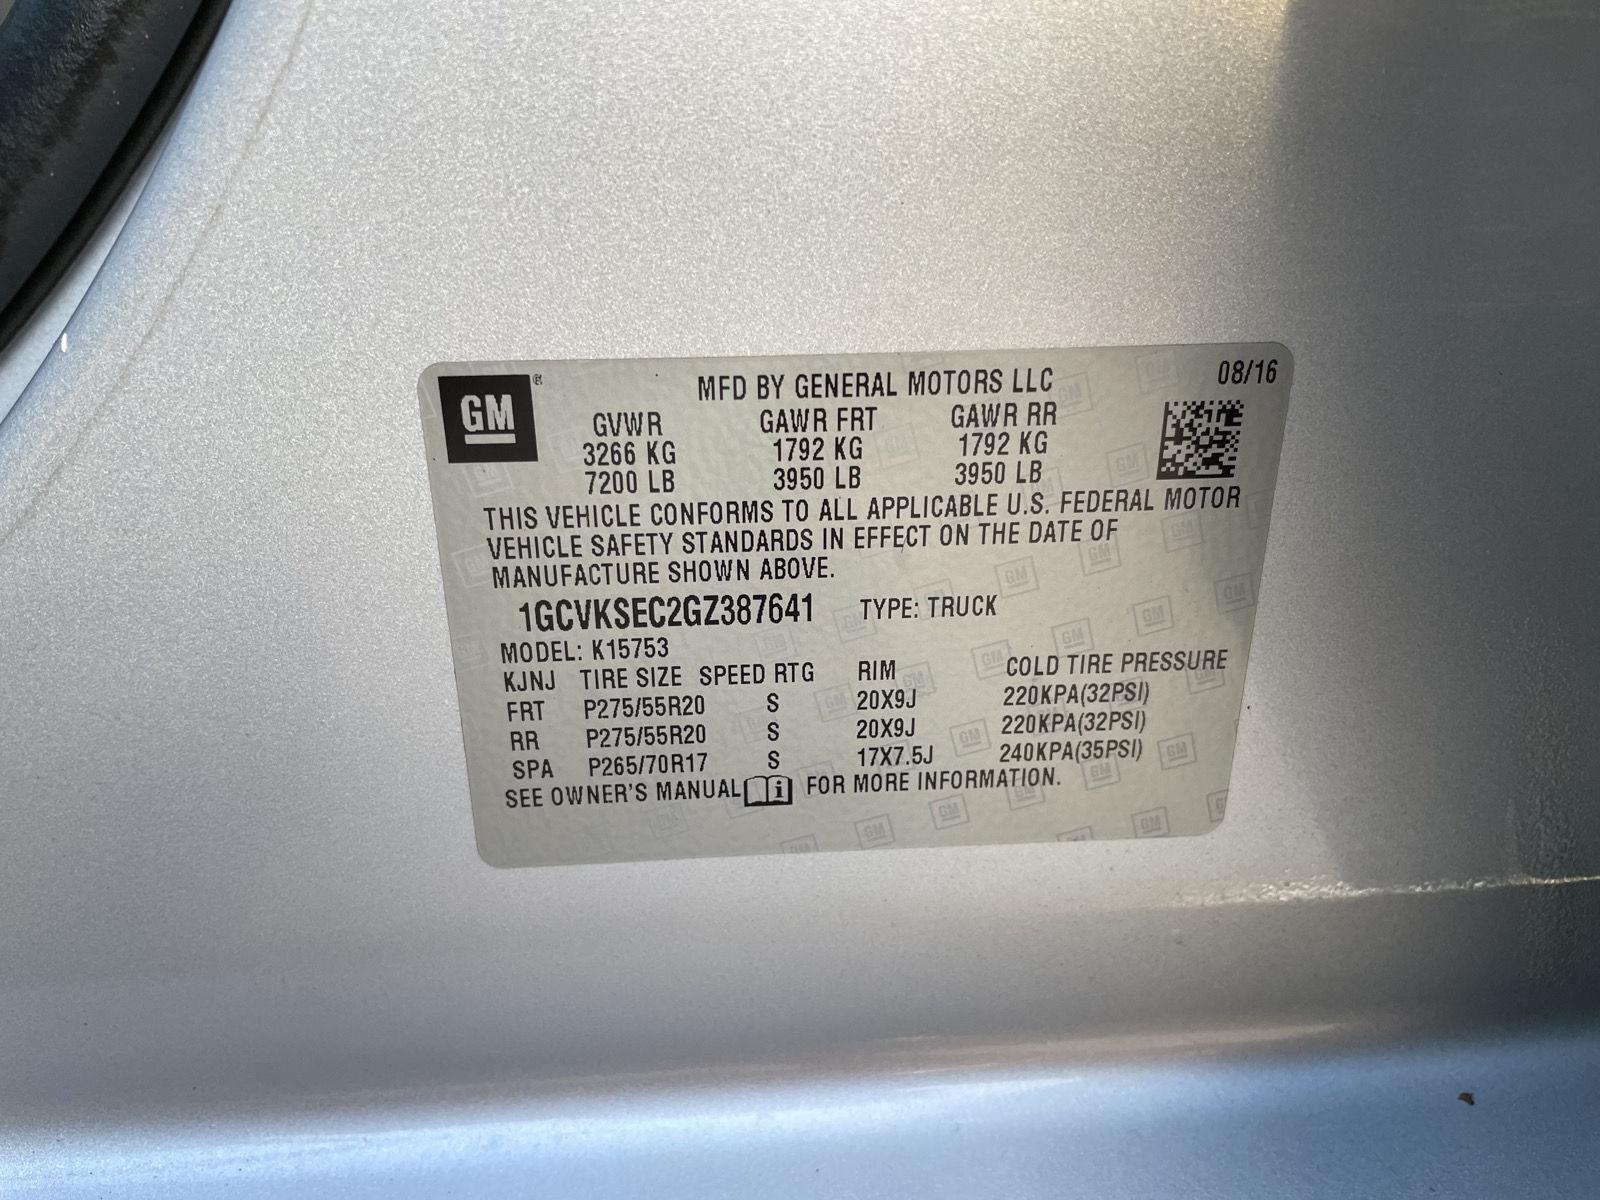 GM
MFD BY GENERAL MOTORS LLC 08/16
GVWR GAWR FRT GAWR RR
3266 KG 1792 KG 1792 KG
7200 LB 3950 LB 3950 LB
THIS VEHICLE CONFORMS TO ALL APPLICABLE U.S. FEDERAL MOTOR
VEHICLE SAFETY STANDARDS IN EFFECT ON THE DATE OF
MANUFACTURE SHOWN ABOVE.
1GCVKSEC2GZ387641 TYPE: TRUCK
MODEL: K15753
KJNJ TIRE SIZE SPEED RTG RIM COLD TIRE PRESSURE
FRT P275/55R20 S 20X9J 220KPA(32PSI)
RR P275/55R20 S 20X9J 220KPA(32PSI)
SPA P265/70R17 S 17X7.5J 240KPA(35PSI)
SEE OWNER'S MANUAL FOR MORE INFORMATION.